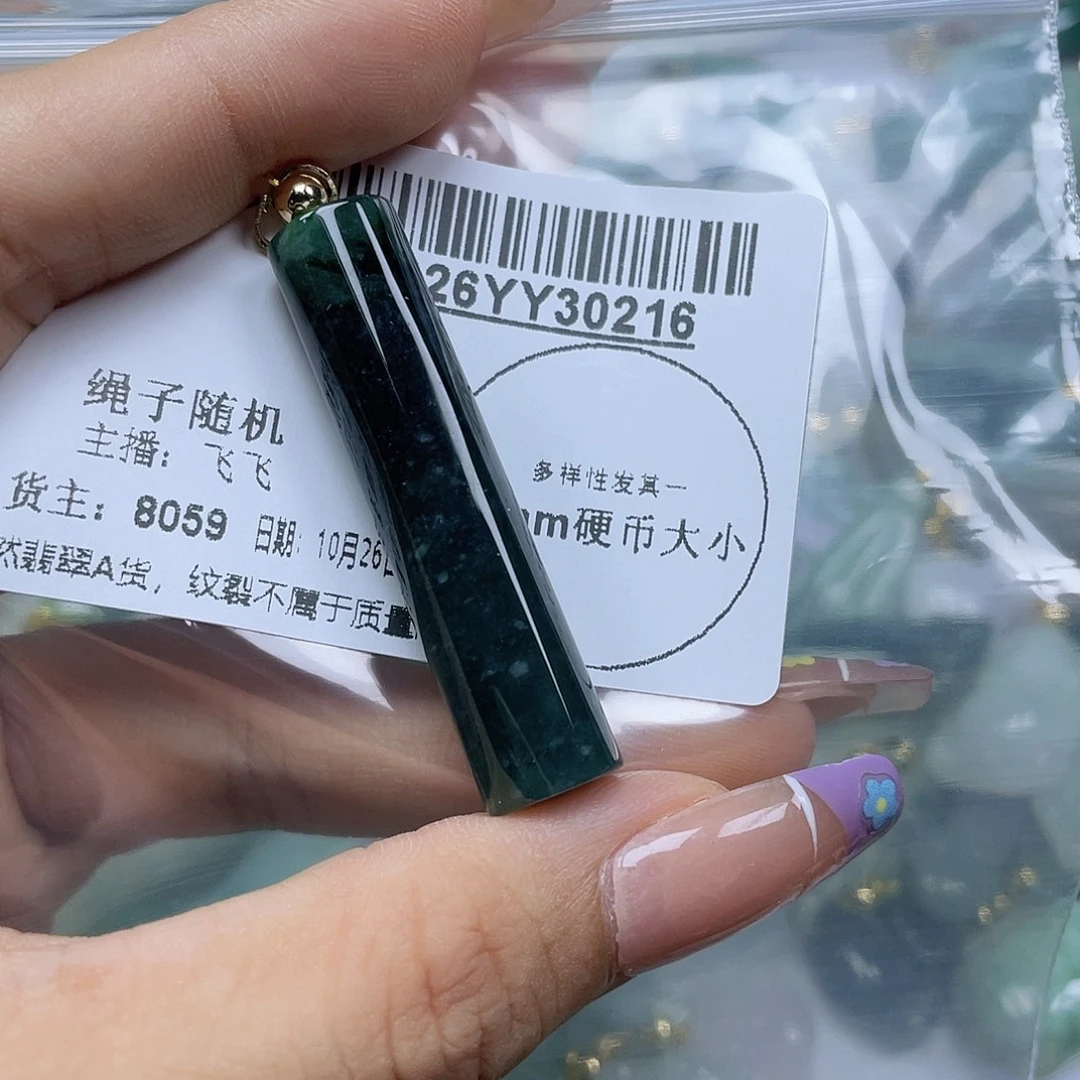 26YY30216
绳子随机
主播：飞飞
货主：8059 日期：10月26日
然翡翠A货，纹裂不属于质量
多样性发其一
mm硬币大小